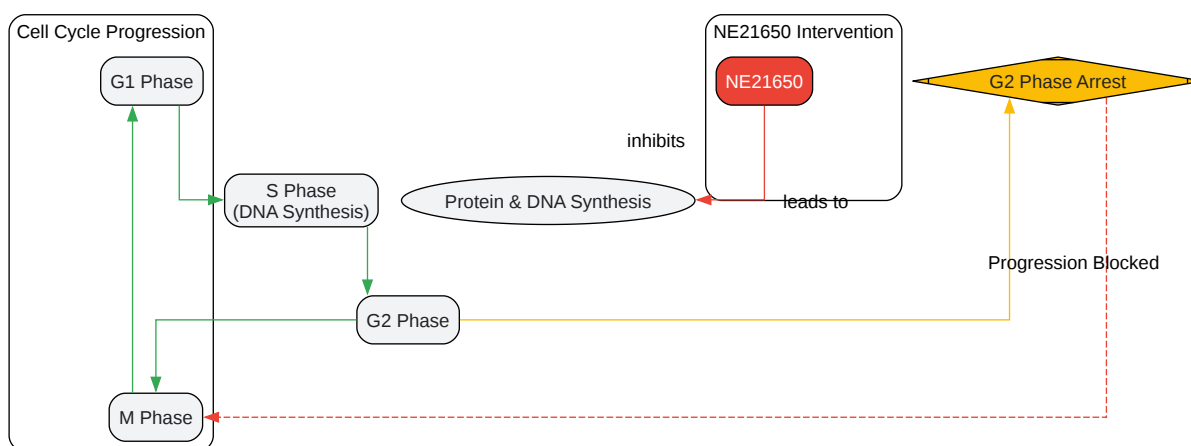 Cell Cycle Progression
NE21650 Intervention
G1 Phase
NE21650
G2 Phase Arrest
inhibits
S Phase
(DNA Synthesis)
Protein & DNA Synthesis
leads to
Progression Blocked
G2 Phase
M Phase